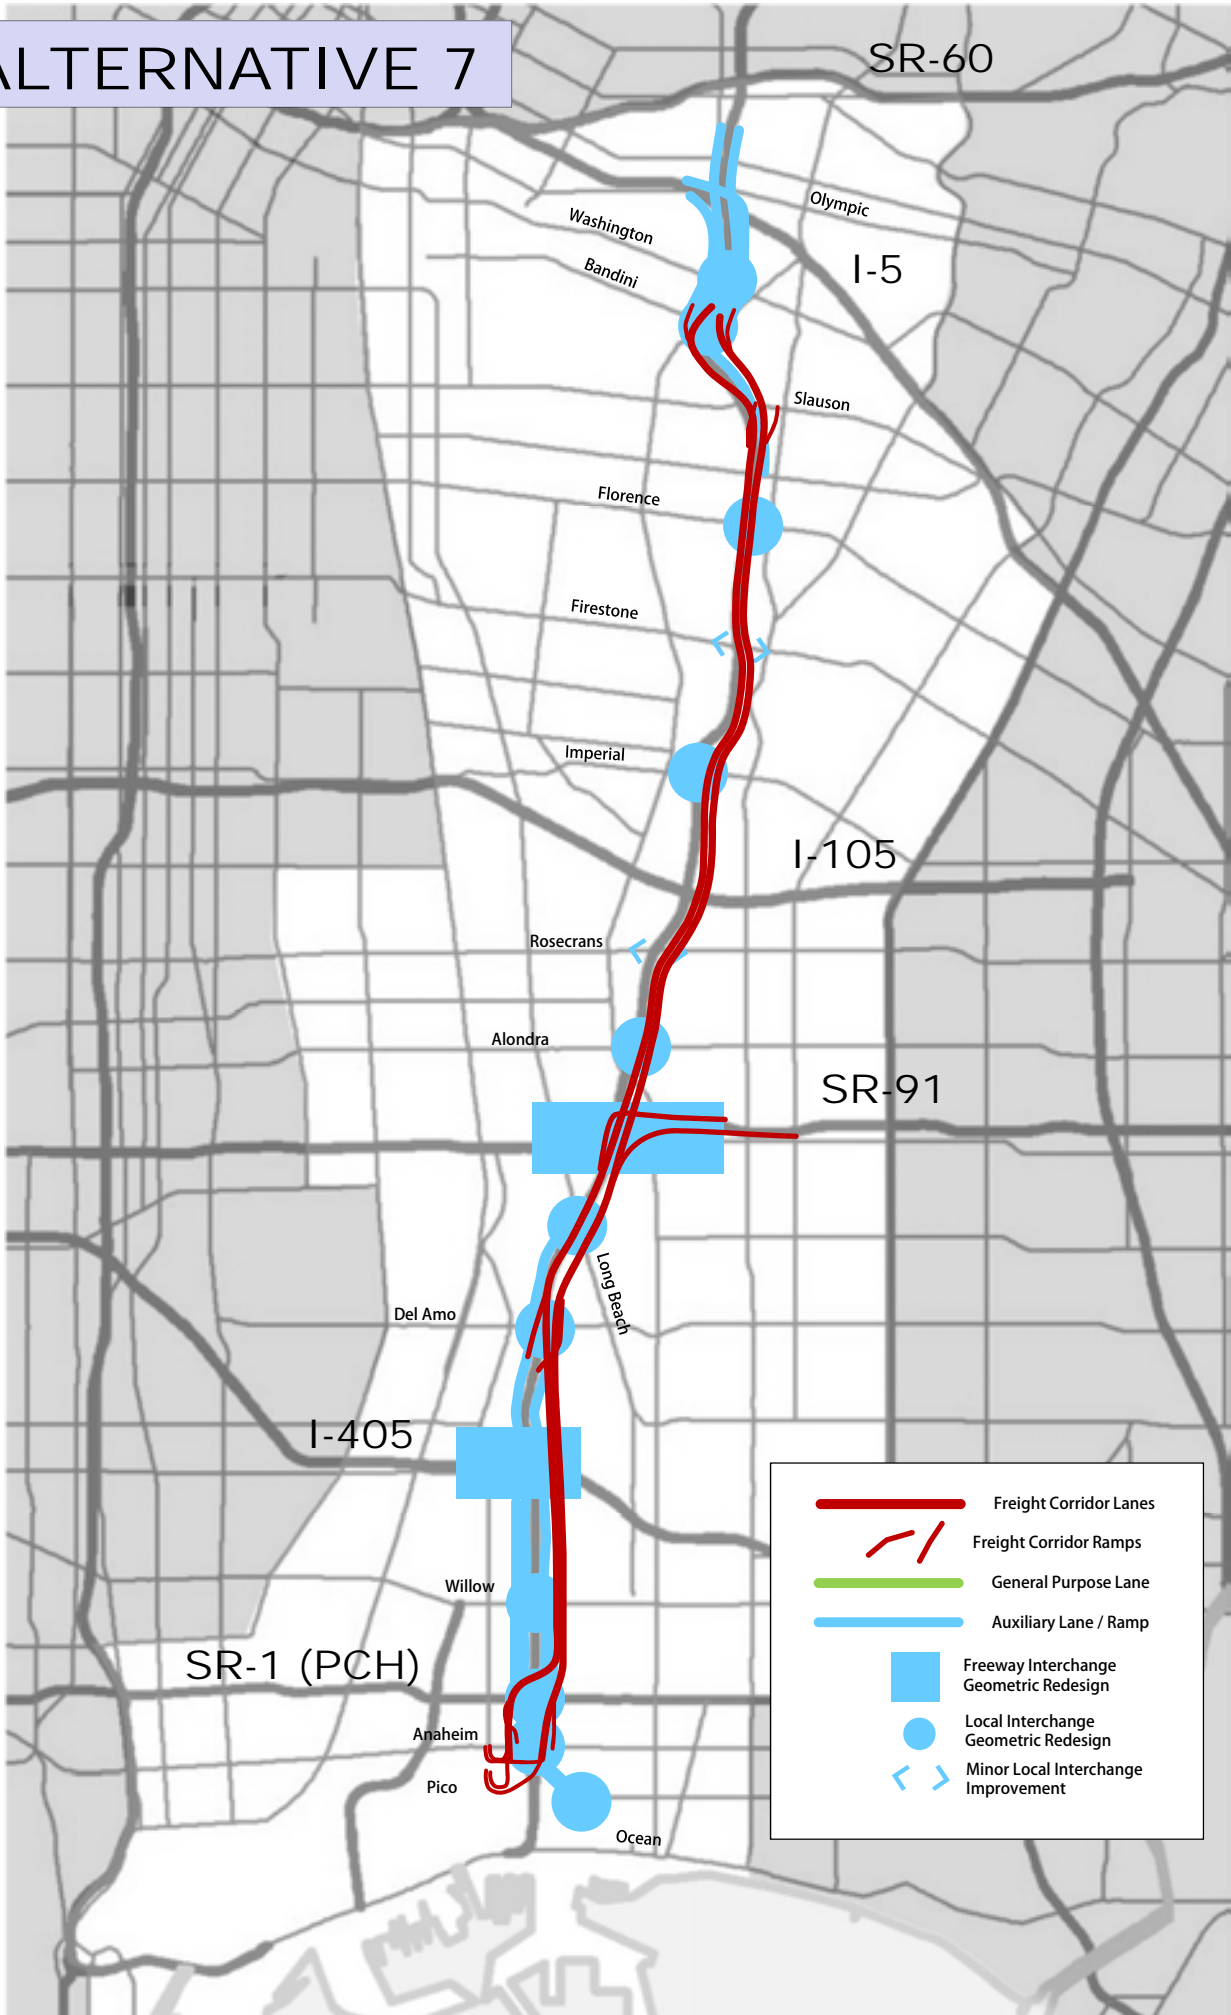 ALTERNATIVE 7
SR-60
Olympic
Washington
I-5
Bandini
Slauson
Florence
Firestone
Imperial
I-105
Rosecrans
Alondra
SR-91
Long Beach
Del Amo
I-405
Freight Corridor Lanes
Freight Corridor Ramps
General Purpose Lane
Auxiliary Lane / Ramp
Freeway Interchange
Geometric Redesign
Local Interchange
Geometric Redesign
Minor Local Interchange
Improvement
Willow
SR-1 (PCH)
Anaheim
Pico
Ocean